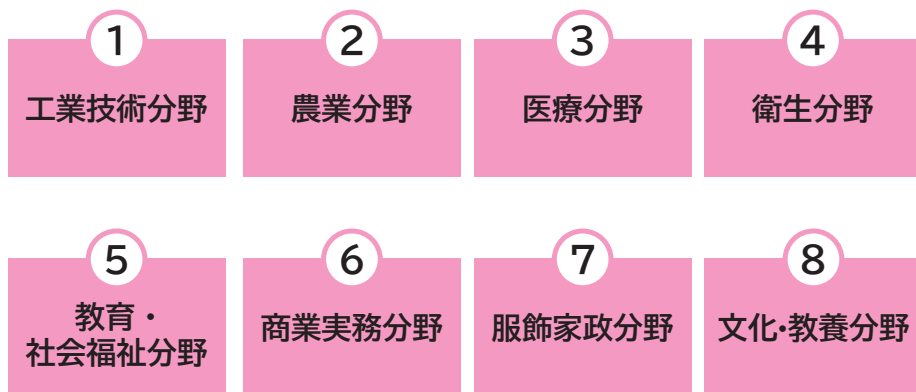 1
工業技術分野
2
農業分野
3
医療分野
4
衛生分野
5
教育・
社会福祉分野
6
商業実務分野
7
服飾家政分野
8
文化・教養分野